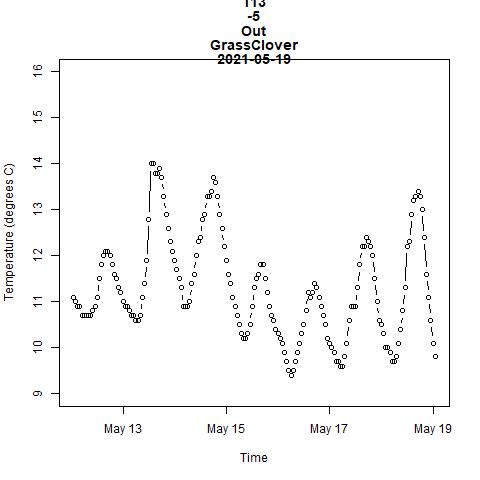 113
-5
Out
GrassClover
2021-05-19
16
15
14
13
12
11
10
9
Temperature (degrees C)
May 13
May 15
May 17
May 19
Time